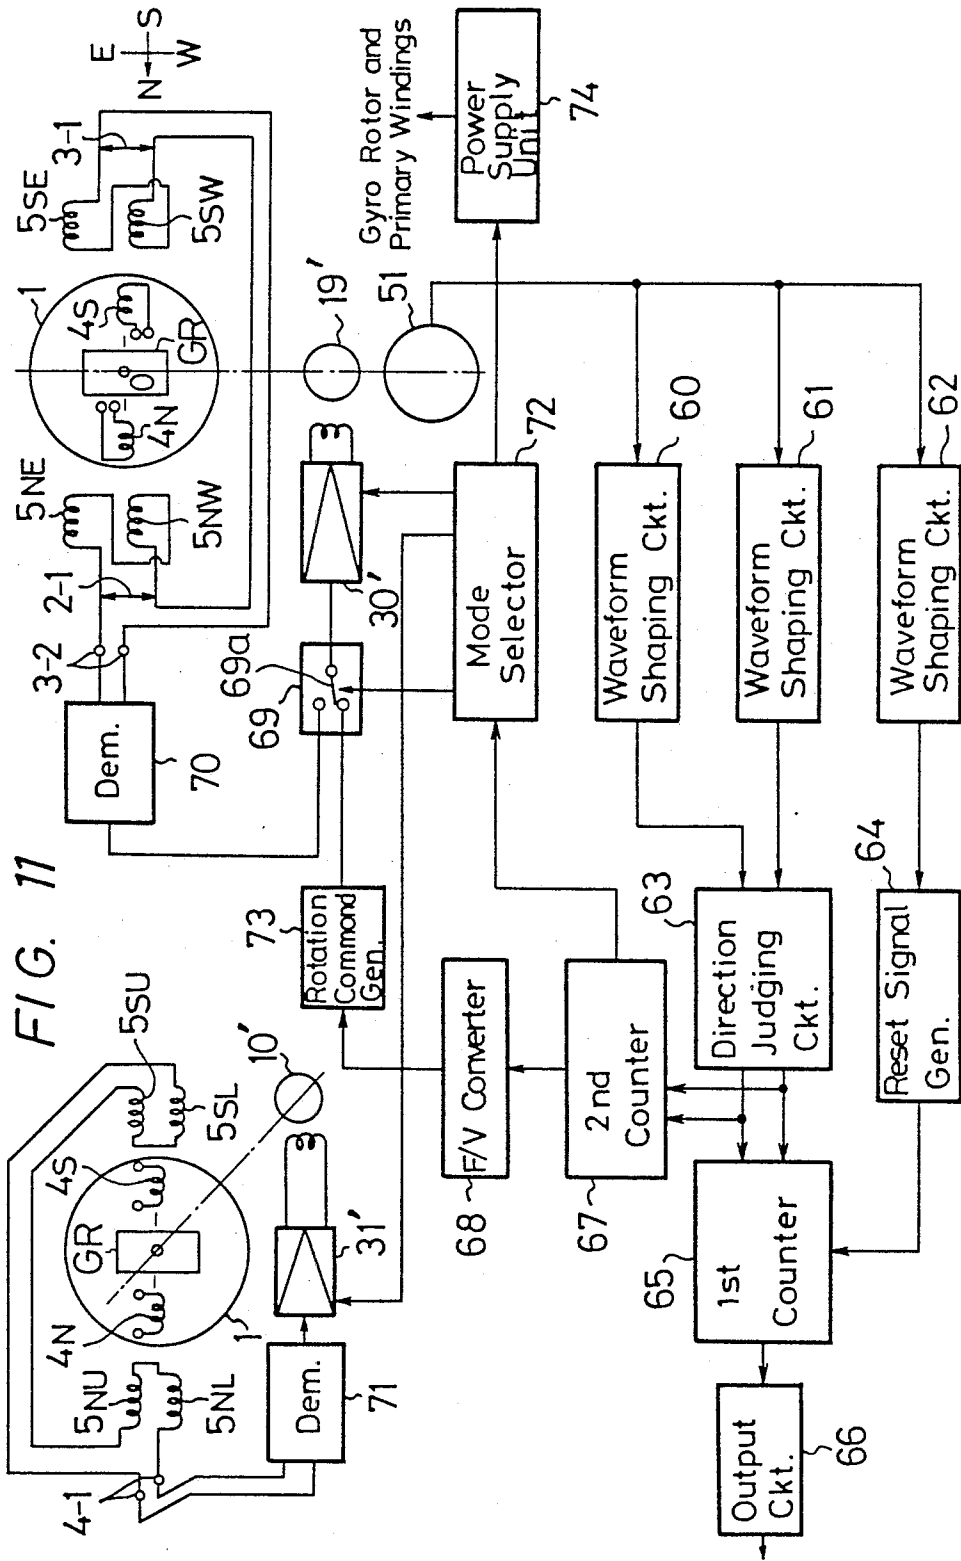 FIG. 11
5SU
5SL
4S
GR
4N
1
5NU
5NL
4-1
10'
31'
Dem.
71
E
S
N
W
3-1
5SE
5SW
1
4S
GR
O
4N
5NE
5NW
2-1
3-2
Dem.
70
19'
51
30'
69
69a
Gyro Rotor and
Primary Windings
Power
Supply
Unit
74
73
Rotation
Command
Gen.
Mode
Selector
72
F/V Converter
68
2nd
Counter
67
Waveform
Shaping Ckt.
60
Waveform
Shaping Ckt.
61
Waveform
Shaping Ckt.
62
63
Direction
Judging
Ckt.
64
Reset Signal
Gen.
65
1st
Counter
Output
Ckt.
66